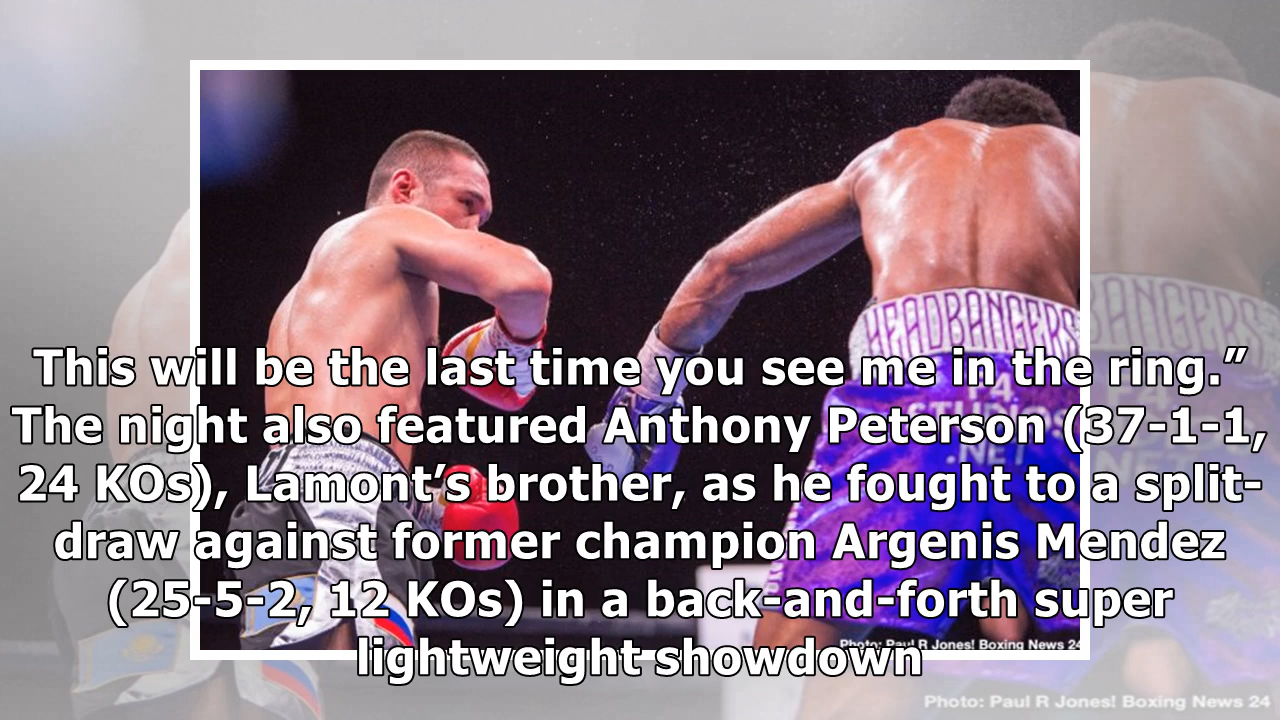 HEADBANGERS
F4
STUDIOS
.NET
This will be the last time you see me in the ring.”
The night also featured Anthony Peterson (37-1-1,
24 KOs), Lamont’s brother, as he fought to a split-
draw against former champion Argenis Mendez
(25-5-2, 12 KOs) in a back-and-forth super
lightweight showdown
Photo: Paul R Jones! Boxing News 24
Photo: Paul R Jones! Boxing News 24